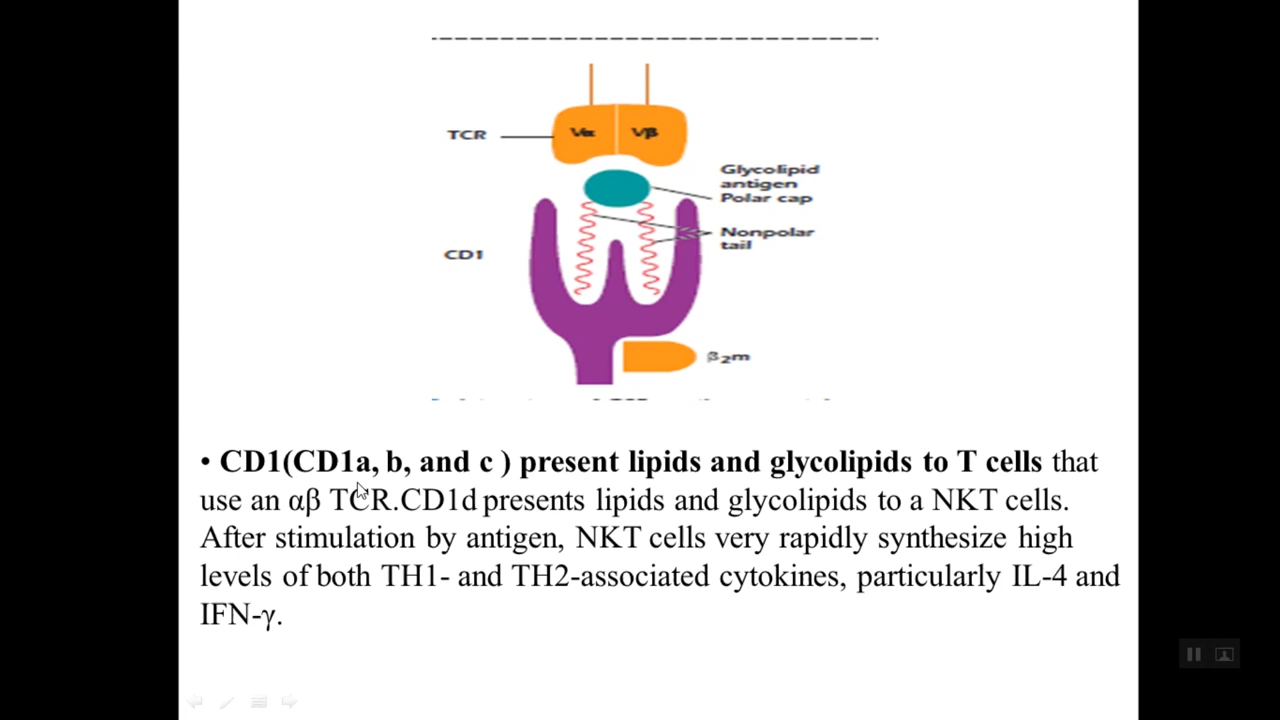 TCR
Vα Vβ
Glycolipid
antigen
Polar cap
Nonpolar
tail
CD1
β2m
• CD1(CD1a, b, and c ) present lipids and glycolipids to T cells that
use an αβ TCR.CD1d presents lipids and glycolipids to a NKT cells.
After stimulation by antigen, NKT cells very rapidly synthesize high
levels of both TH1- and TH2-associated cytokines, particularly IL-4 and
IFN-γ.